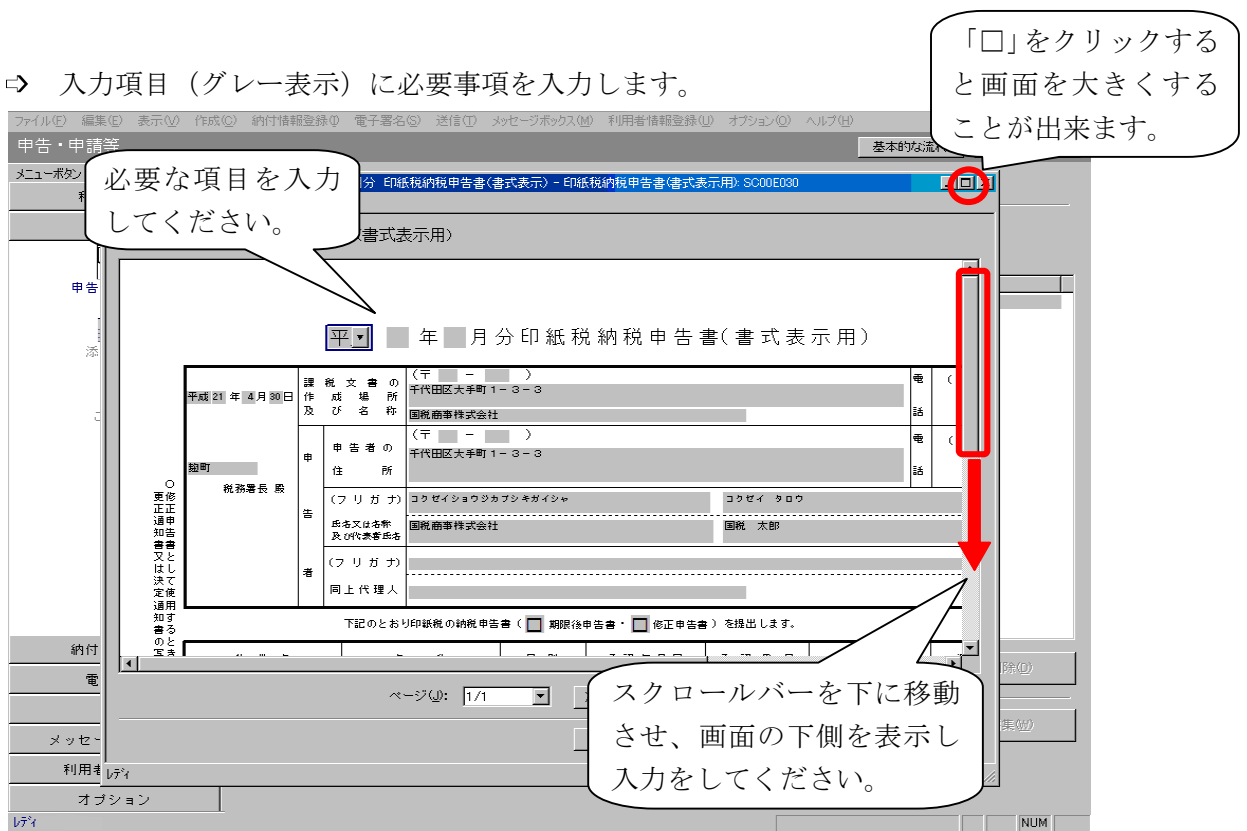 「□」をクリックする
と画面を大きくする
ことが出来ます。
⇨ 入力項目（グレー表示）に必要事項を入力します。
ファイル(F) 編集(E) 表示(V) 作成(C) 納付情報登録(I) 電子署名(S) 送信(T) メッセージボックス(M) 利用者情報登録(U) オプション(O) ヘルプ(H)
申告・申請等
基本的な流れ
メニューボタン
必要な項目を入力
してください。
分 印紙税納税申告書(書式表示) - 印紙税納税申告書(書式表示用): SC00E030
書式表示用)
申告
添
平 年 月分印紙税納税申告書(書式表示用)
平成 21 年 4 月 30 日
課税文書の
作成場所
及び名称
(〒 － )
千代田区大手町１－３－３
国税商事株式会社
電話
(
麹町
税務署長 殿
申告者
申告者の
住所
(〒 － )
千代田区大手町１－３－３
電話
(
(フリガナ)
コクゼイショウジカブシキガイシャ
コクゼイ タロウ
氏名又は名称
及び代表者氏名
国税商事株式会社
国税 太郎
(フリガナ)
同上代理人
○修正申告書として使用するとき
更正通知書又は決定通知書の写
下記のとおり印紙税の納税申告書 ( 期限後申告書・ 修正申告書) を提出します。
ページ(J): 1/1
スクロールバーを下に移動
させ、画面の下側を表示し
入力をしてください。
除(D)
集(W)
納付
電
メッセー
利用者
オプション
レディ
レディ
NUM